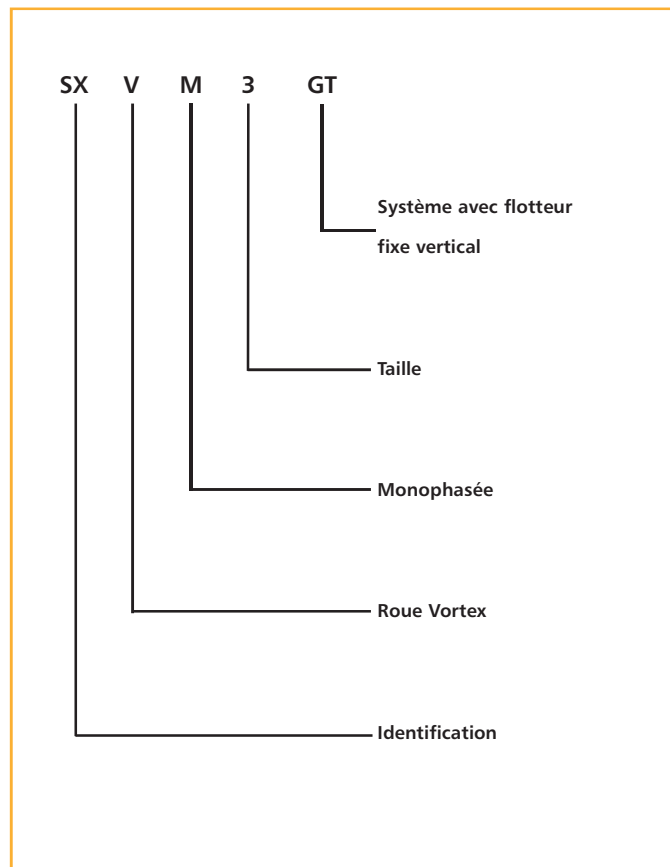 SX V M 3 GT
Système avec flotteur
fixe vertical
Taille
Monophasée
Roue Vortex
Identification